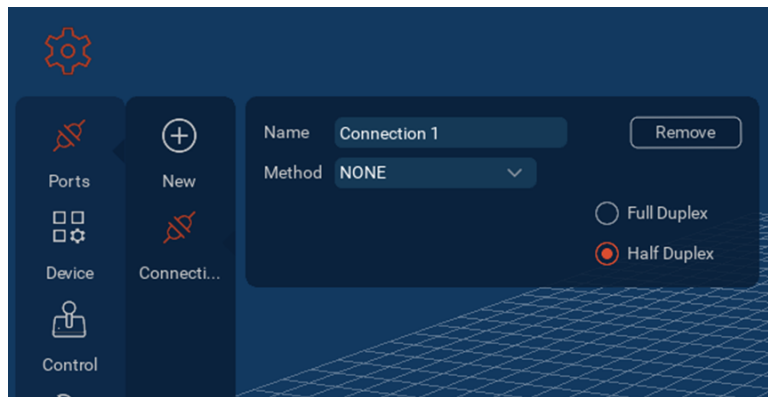 Name Connection 1 Remove
Method NONE
Ports
New
Full Duplex
Half Duplex
Device
Connecti...
Control